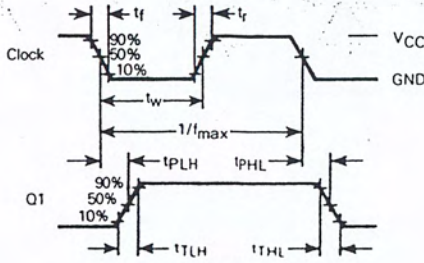 tf
tr
90%
VCC
Clock
50%
10%
GND
tw
1/fmax
tPLH
tPHL
90%
Q1
50%
10%
tTLH
tTHL